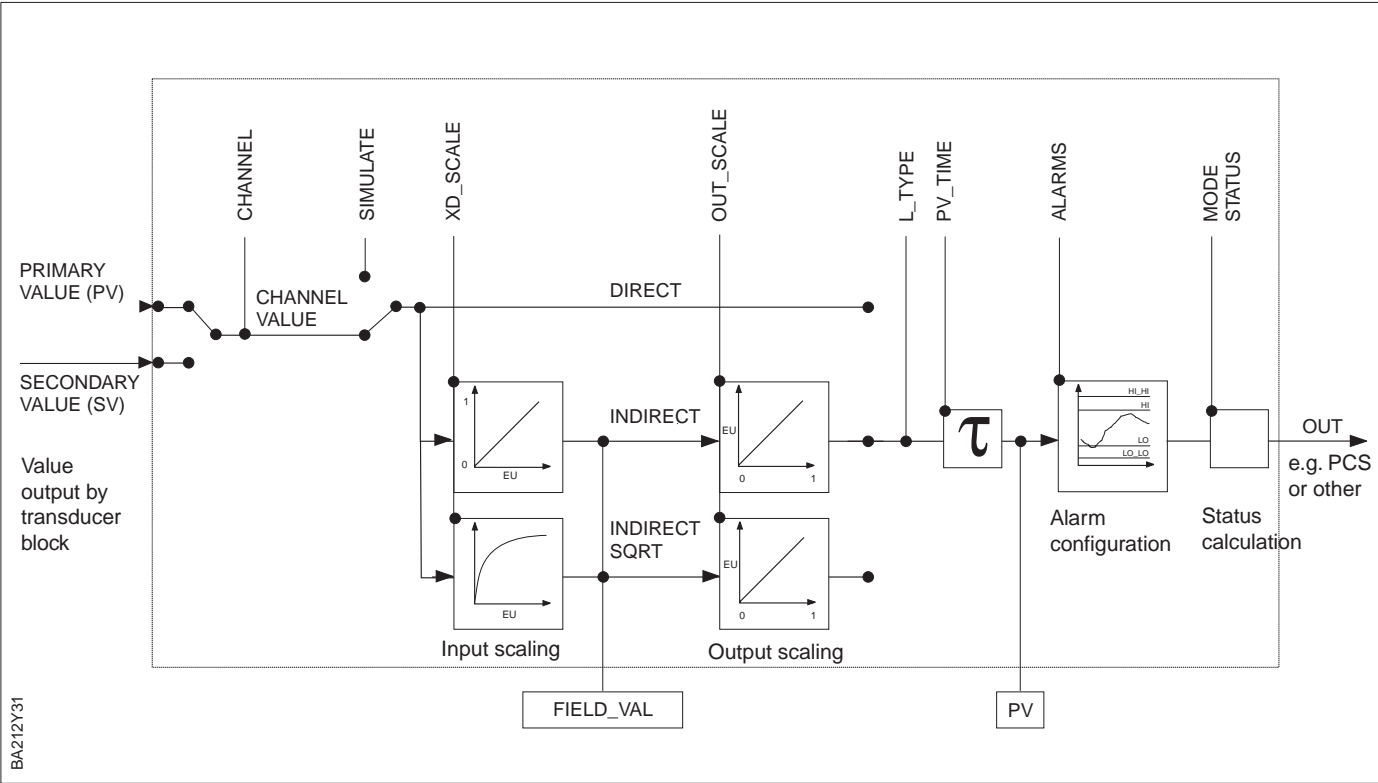 CHANNEL
SIMULATE
XD_SCALE
OUT_SCALE
L_TYPE
PV_TIME
ALARMS
MODE
STATUS
PRIMARY
VALUE (PV)
CHANNEL
VALUE
DIRECT
SECONDARY
VALUE (SV)
Value
output by
transducer
block
1
0
EU
INDIRECT
EU
0
1
τ
HI_HI
HI
LO
LO_LO
OUT
e.g. PCS
or other
Alarm
configuration
Status
calculation
EU
INDIRECT
SQRT
EU
0
1
Input scaling
Output scaling
FIELD_VAL
PV
BA212Y31